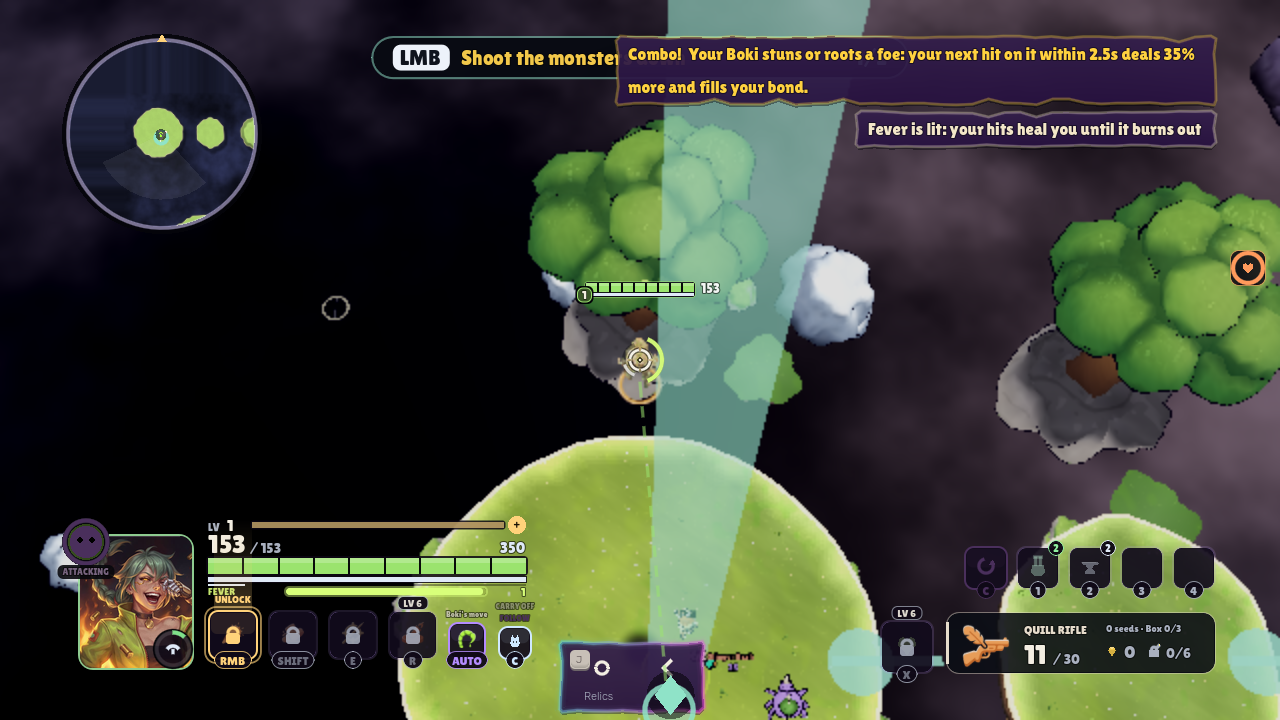 LMB Shoot the monster
Combo! Your Boki stuns or roots a foe: your next hit on it within 2.5s deals 35%
more and fills your bond.
Fever is lit: your hits heal you until it burns out
1 153
ATTACKING
LV 1
153 / 153 350
FEVER 1
UNLOCK
RMB
SHIFT
E
LV 6
R
Boki's move
AUTO
CARRY OFF
FOLLOW
C
J
Relics
C
2
1
2
2
3
4
LV 6
X
QUILL RIFLE 0 seeds · Box 0/3
11 / 30 0 0/6